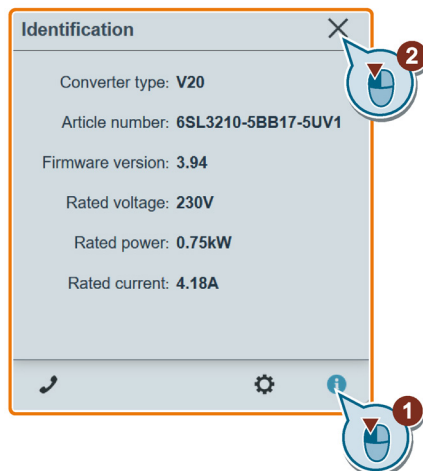 Identification
2
Converter type: V20
Article number: 6SL3210-5BB17-5UV1
Firmware version: 3.94
Rated voltage: 230V
Rated power: 0.75kW
Rated current: 4.18A
i
1